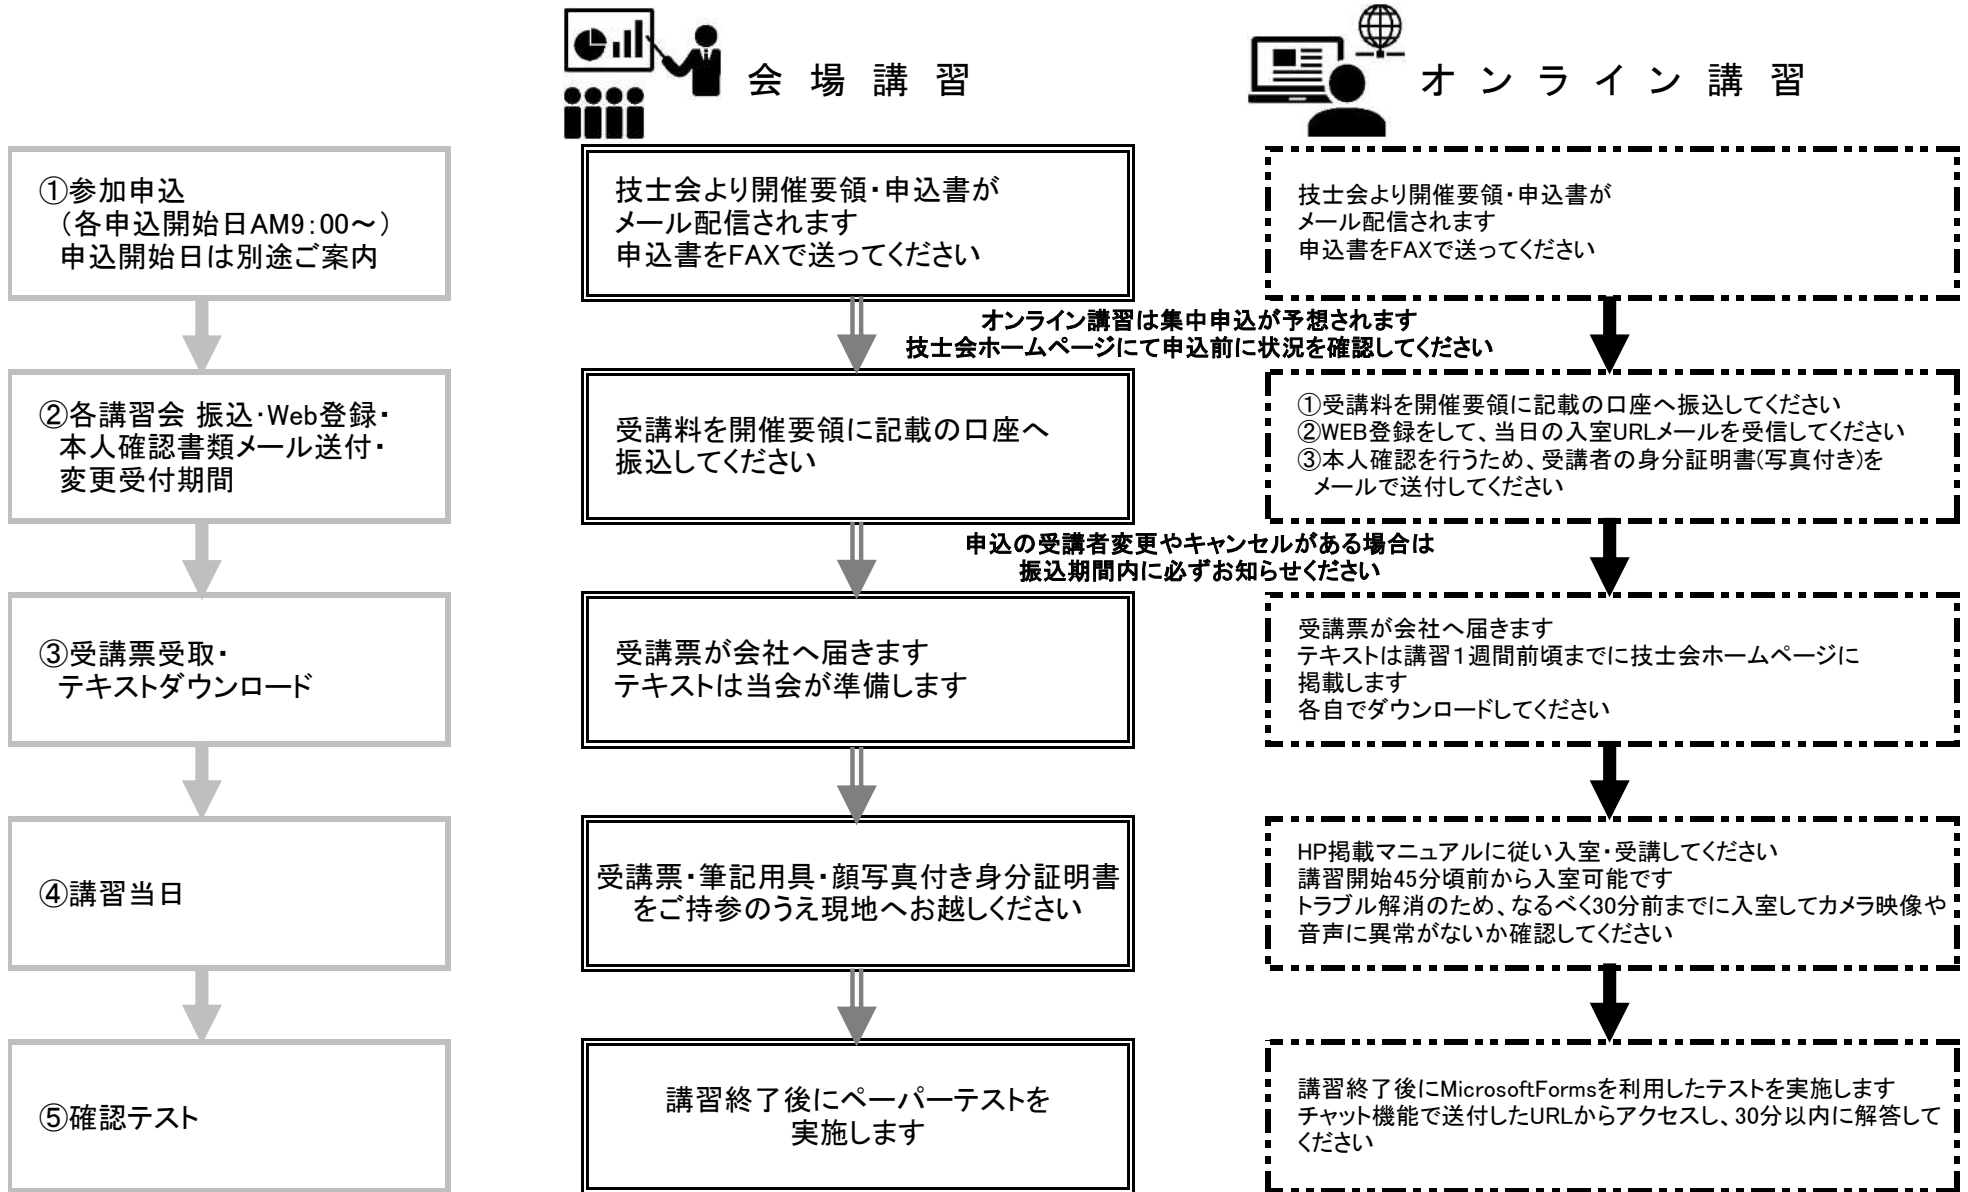 会場講習
オンライン講習
①参加申込
（各申込開始日AM9：00～）
申込開始日は別途ご案内
技士会より開催要領・申込書が
メール配信されます
申込書をFAXで送ってください
技士会より開催要領・申込書が
メール配信されます
申込書をFAXで送ってください
オンライン講習は集中申込が予想されます
技士会ホームページにて申込前に状況を確認してください
②各講習会 振込・Web登録・
本人確認書類メール送付・
変更受付期間
受講料を開催要領に記載の口座へ
振込してください
①受講料を開催要領に記載の口座へ振込してください
②WEB登録をして、当日の入室URLメールを受信してください
③本人確認を行うため、受講者の身分証明書(写真付き)を
メールで送付してください
申込の受講者変更やキャンセルがある場合は
振込期間内に必ずお知らせください
③受講票受取・
テキストダウンロード
受講票が会社へ届きます
テキストは当会が準備します
受講票が会社へ届きます
テキストは講習１週間前頃までに技士会ホームページに
掲載します
各自でダウンロードしてください
④講習当日
受講票・筆記用具・顔写真付き身分証明書
をご持参のうえ現地へお越しください
HP掲載マニュアルに従い入室・受講してください
講習開始45分頃前から入室可能です
トラブル解消のため、なるべく30分前までに入室してカメラ映像や
音声に異常がないか確認してください
⑤確認テスト
講習終了後にペーパーテストを
実施します
講習終了後にMicrosoftFormsを利用したテストを実施します
チャット機能で送付したURLからアクセスし、30分以内に解答して
ください